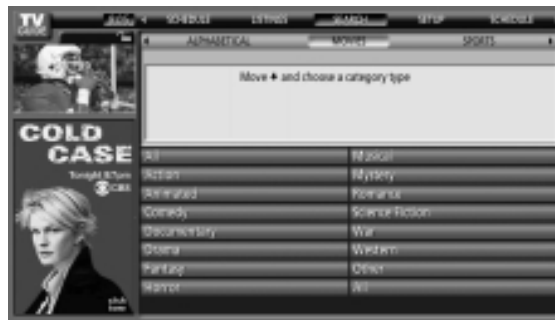 TV GUIDE
SCHEDULE LISTINGS SEARCH SETUP SCHEDULE
ALPHABETICAL MOVIES SPORTS
Move and choose a category type
COLD
CASE
Tonight 8/7pm
CBS
click
here
All Musical
Action Mystery
Animated Romance
Comedy Science Fiction
Documentary War
Drama Western
Fantasy Other
Horror All